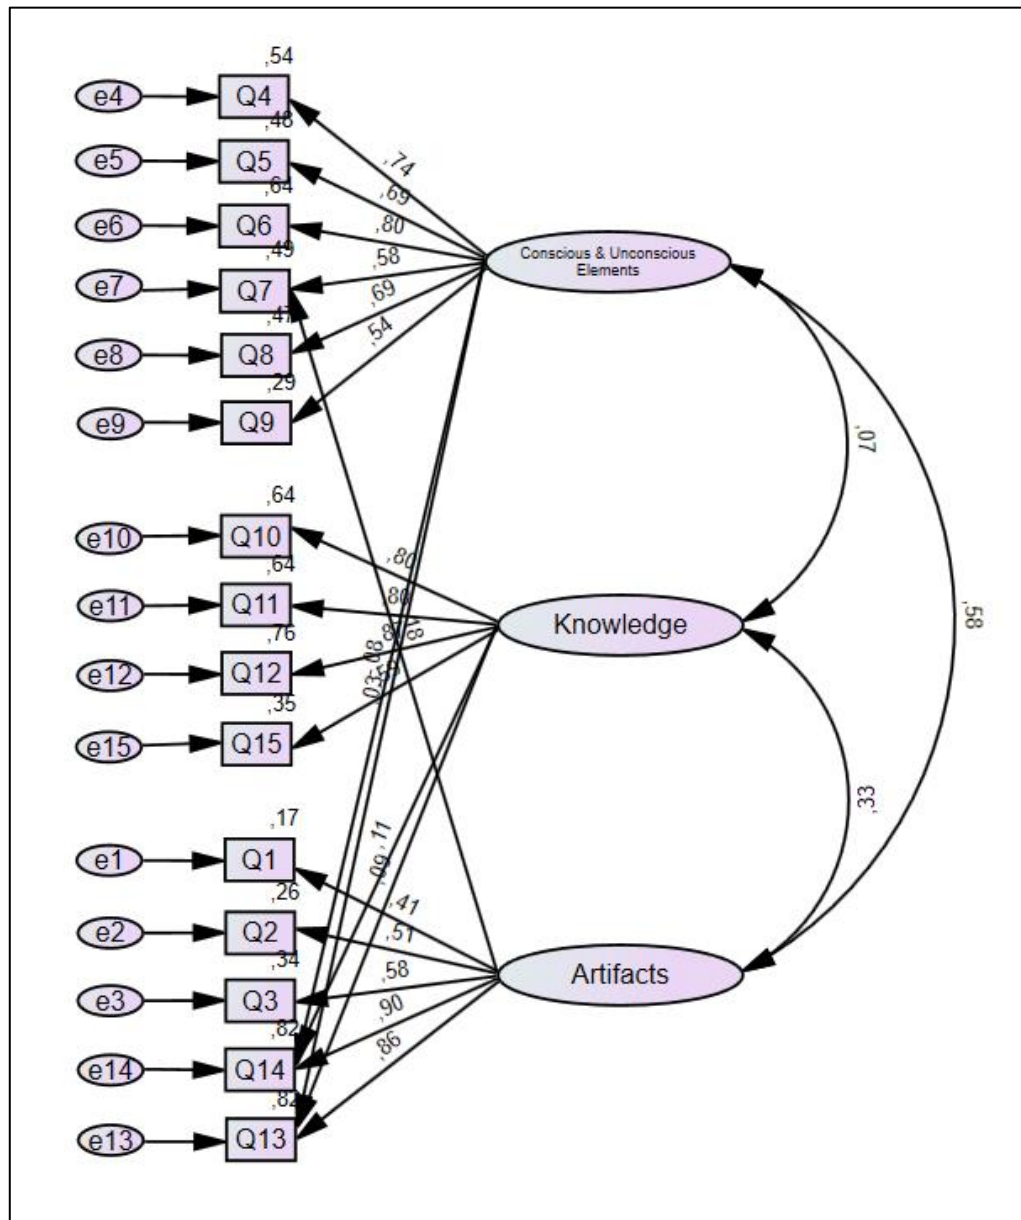 ,54
e4
Q4
,48
e5
Q5
,64
e6
Q6
,49
e7
Q7
,47
e8
Q8
,29
e9
Q9
,74
,69
,80
,58
,69
,54
Conscious & Unconscious
Elements
,07
,58
,64
e10
Q10
,64
e11
Q11
,76
e12
Q12
,35
e15
Q15
,80
Knowledge
,33
,18
,17
e1
Q1
,26
e2
Q2
,34
e3
Q3
,82
e14
Q14
,82
e13
Q13
,11
,09
,41
,51
,58
,90
,86
Artifacts